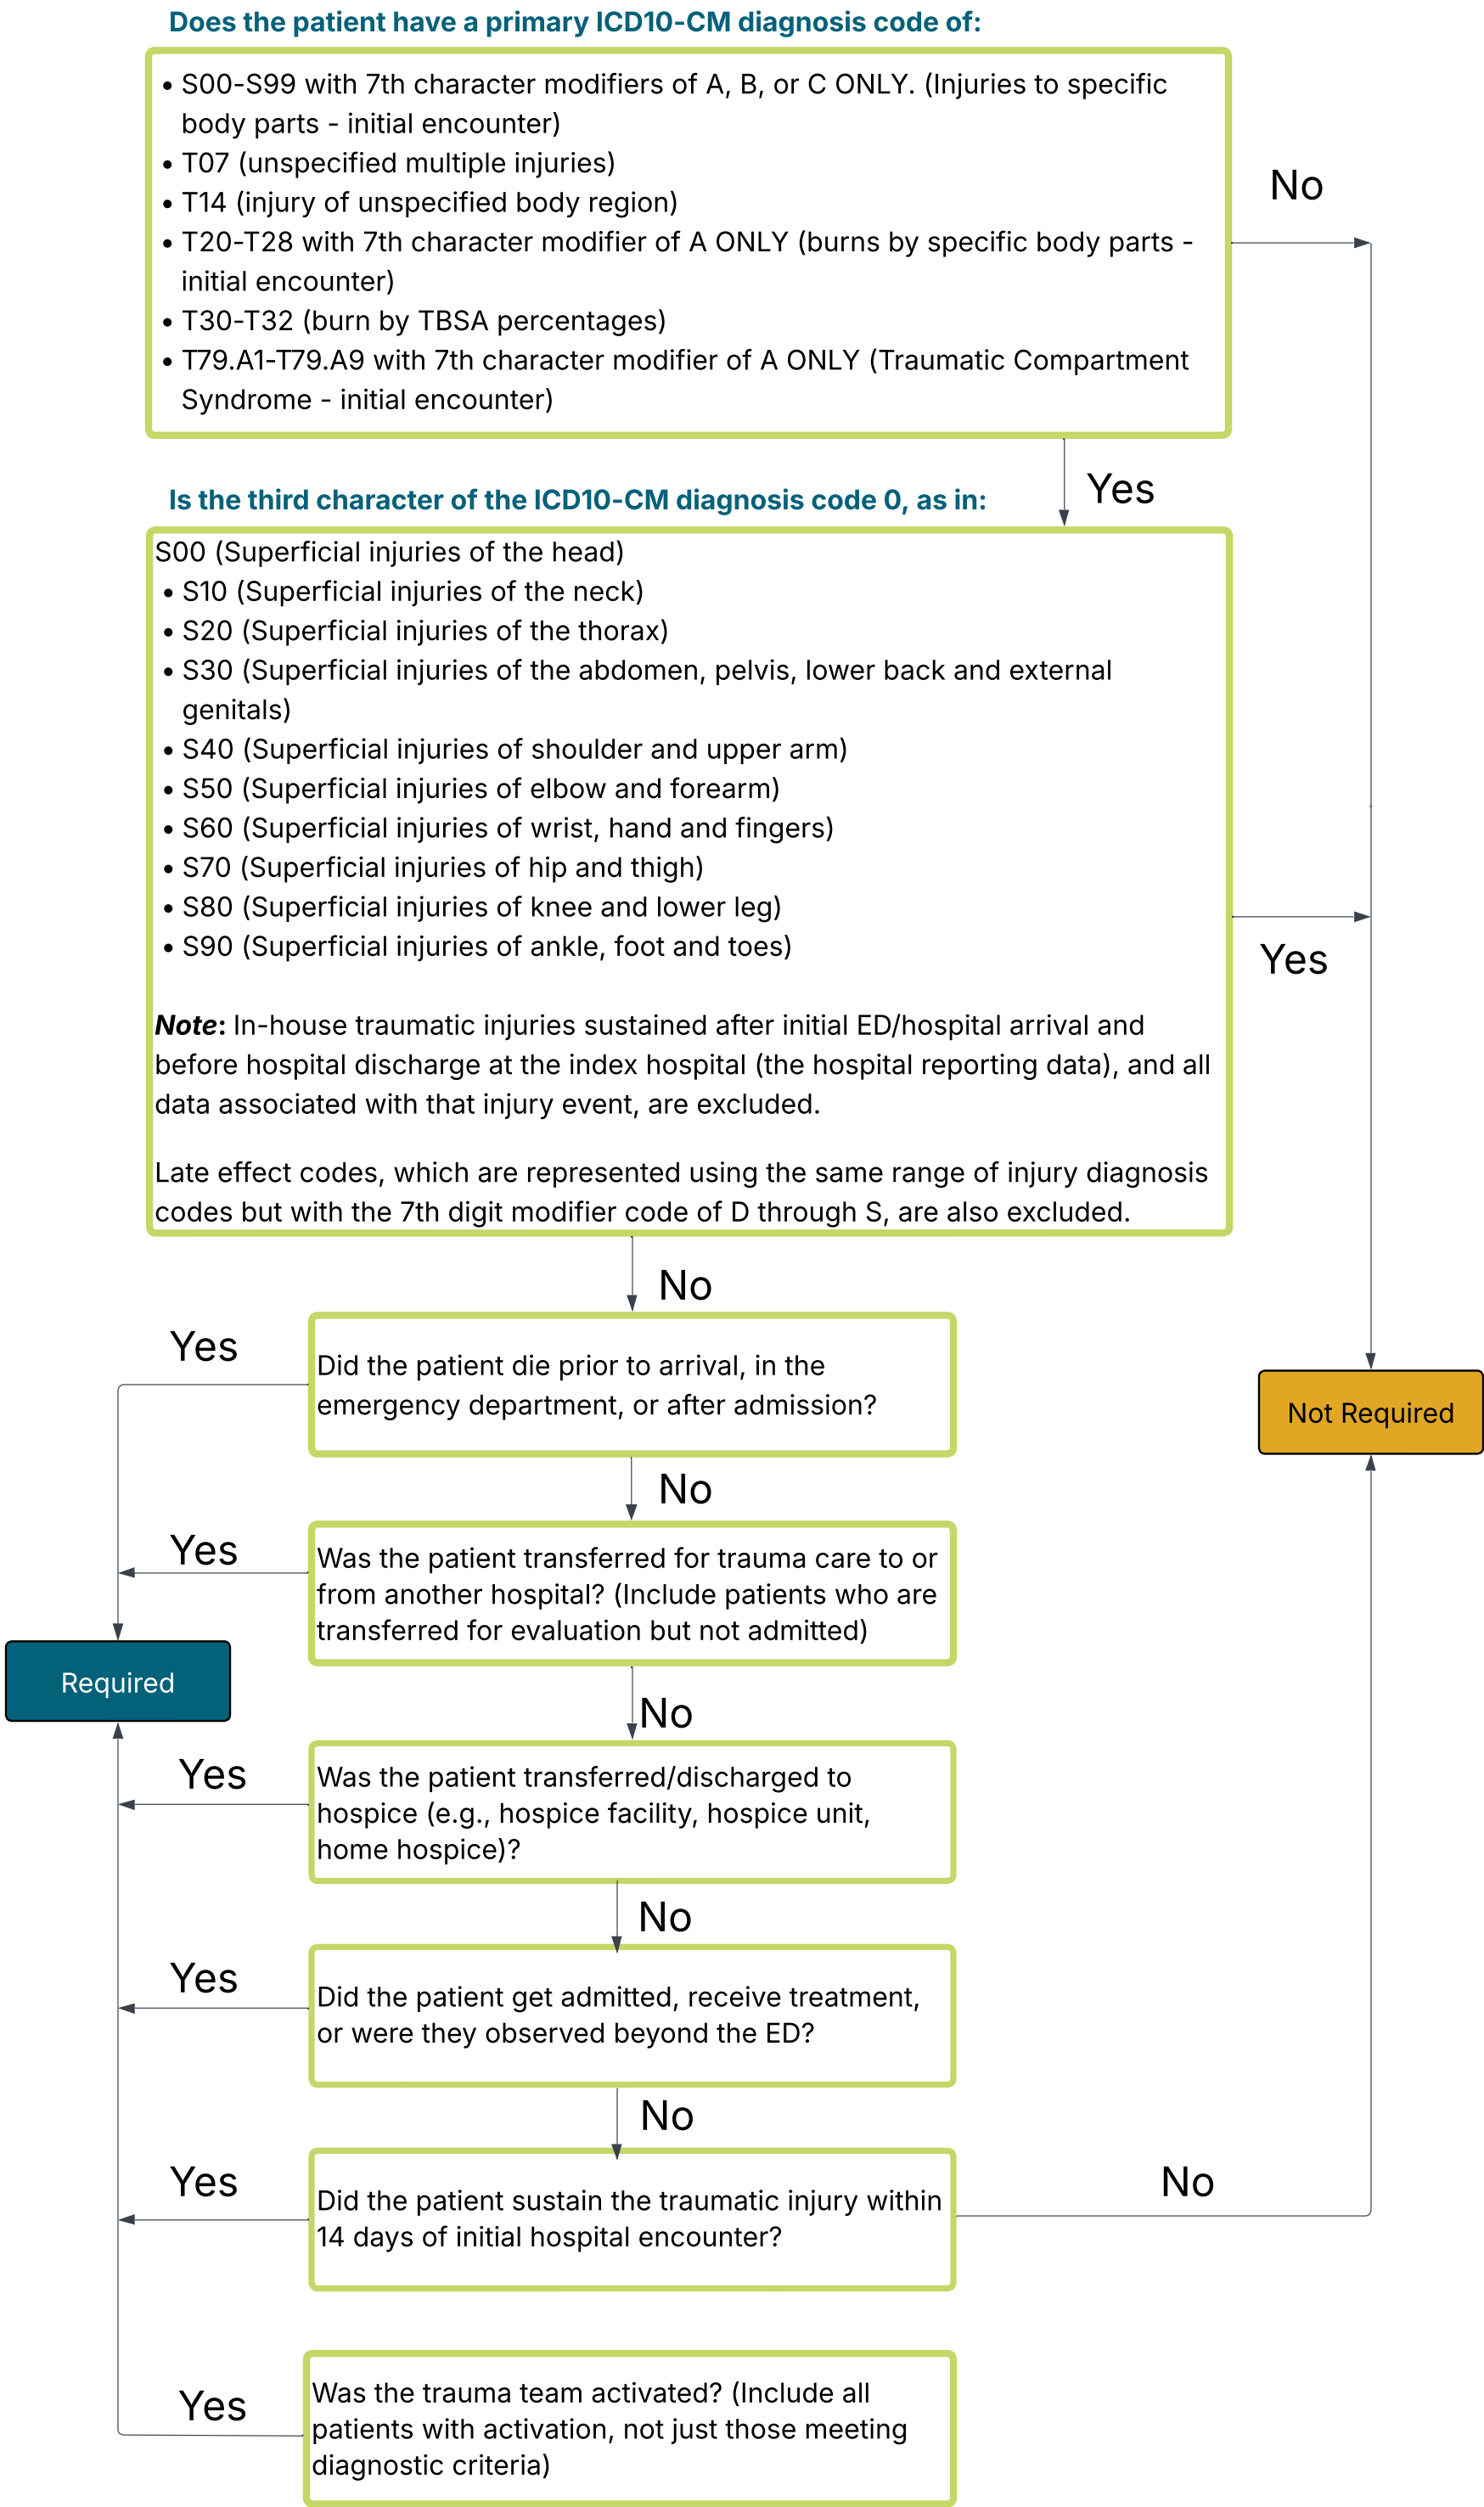 Does the patient have a primary ICD10-CM diagnosis code of:
• S00-S99 with 7th character modifiers of A, B, or C ONLY. (Injuries to specific
body parts - initial encounter)
• T07 (unspecified multiple injuries)
• T14 (injury of unspecified body region)
• T20-T28 with 7th character modifier of A ONLY (burns by specific body parts -
initial encounter)
• T30-T32 (burn by TBSA percentages)
• T79.A1-T79.A9 with 7th character modifier of A ONLY (Traumatic Compartment
Syndrome - initial encounter)
No
Yes
Is the third character of the ICD10-CM diagnosis code 0, as in:
S00 (Superficial injuries of the head)
• S10 (Superficial injuries of the neck)
• S20 (Superficial injuries of the thorax)
• S30 (Superficial injuries of the abdomen, pelvis, lower back and external
genitals)
• S40 (Superficial injuries of shoulder and upper arm)
• S50 (Superficial injuries of elbow and forearm)
• S60 (Superficial injuries of wrist, hand and fingers)
• S70 (Superficial injuries of hip and thigh)
• S80 (Superficial injuries of knee and lower leg)
• S90 (Superficial injuries of ankle, foot and toes)
Note: In-house traumatic injuries sustained after initial ED/hospital arrival and
before hospital discharge at the index hospital (the hospital reporting data), and all
data associated with that injury event, are excluded.
Late effect codes, which are represented using the same range of injury diagnosis
codes but with the 7th digit modifier code of D through S, are also excluded.
Yes
No
Yes
Did the patient die prior to arrival, in the
emergency department, or after admission?
Not Required
No
Yes
Was the patient transferred for trauma care to or
from another hospital? (Include patients who are
transferred for evaluation but not admitted)
Required
No
Yes
Was the patient transferred/discharged to
hospice (e.g., hospice facility, hospice unit,
home hospice)?
No
Yes
Did the patient get admitted, receive treatment,
or were they observed beyond the ED?
No
Yes
Did the patient sustain the traumatic injury within
14 days of initial hospital encounter?
No
Yes
Was the trauma team activated? (Include all
patients with activation, not just those meeting
diagnostic criteria)